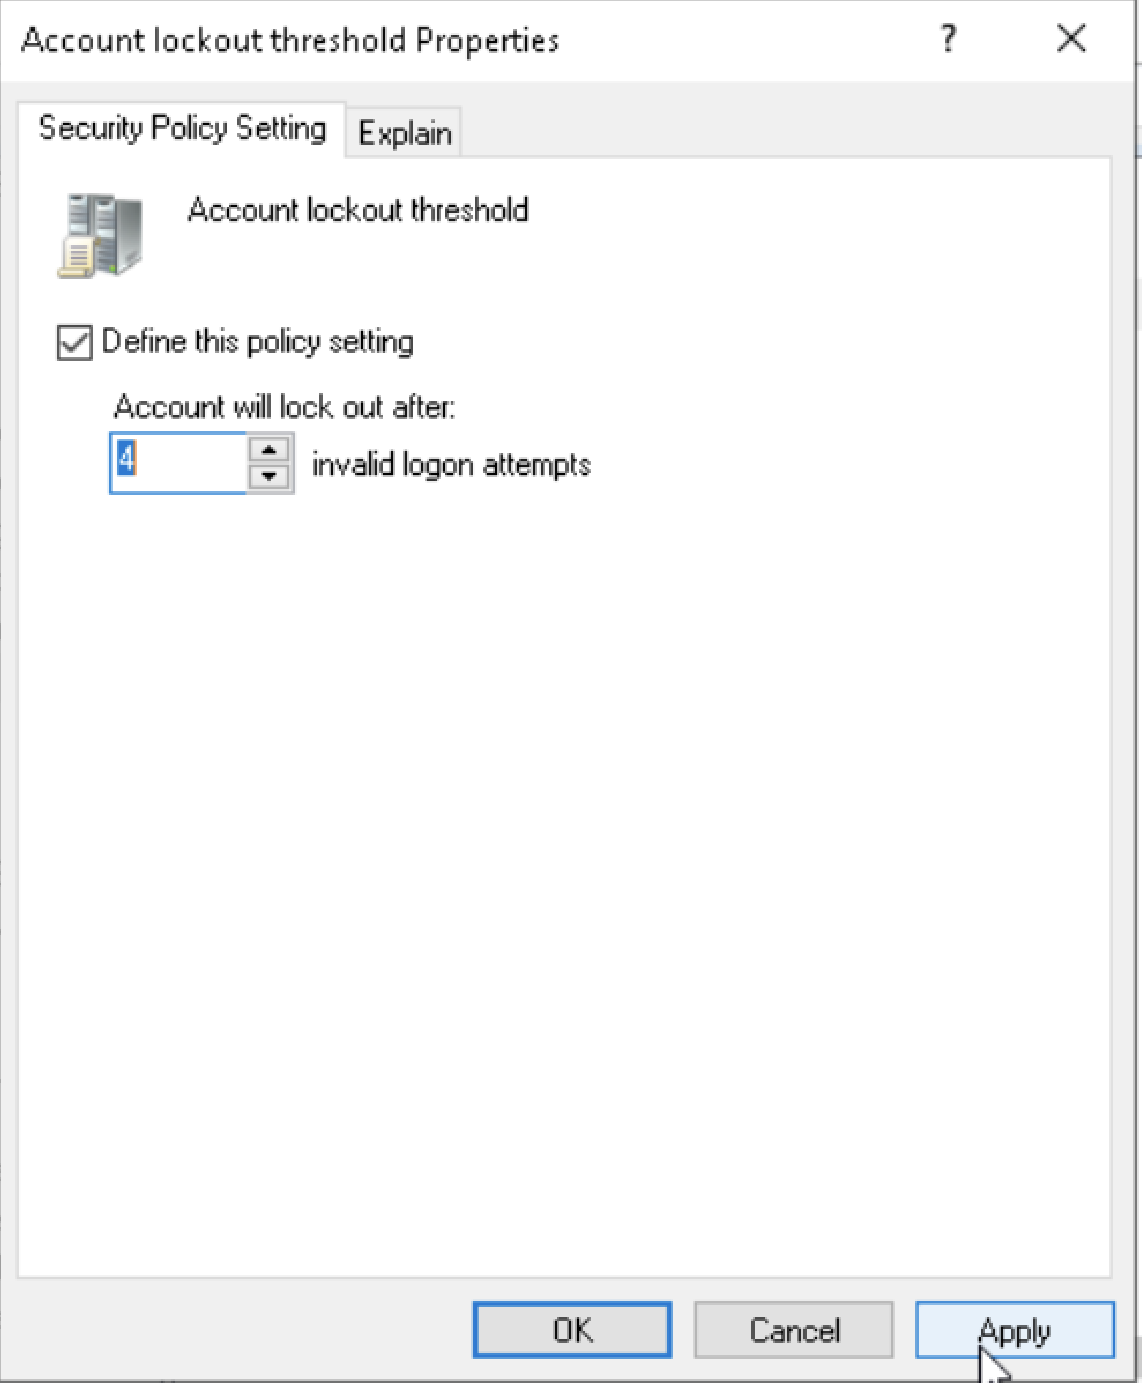 Account lockout threshold Properties
?
Security Policy Setting
Explain
Account lockout threshold
Define this policy setting
Account will lock out after:
4
invalid logon attempts
OK
Cancel
Apply